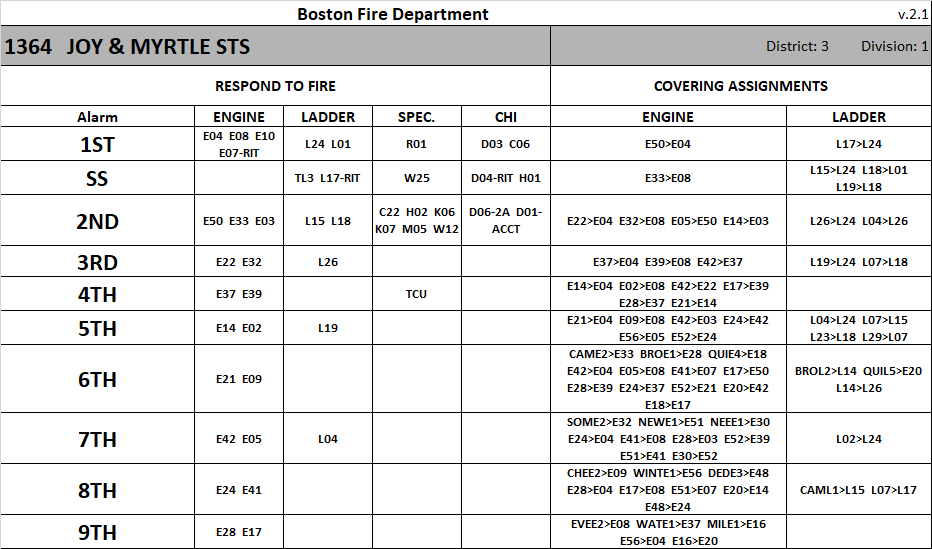 Boston Fire Department
v.2.1
1364 JOY & MYRTLE STS
District: 3 Division: 1
RESPOND TO FIRE
COVERING ASSIGNMENTS
Alarm ENGINE LADDER SPEC. CHI ENGINE LADDER
1ST
E04 E08 E10
E07-RIT
L24 L01
R01
D03 C06
E50>E04
L17>L24
SS
TL3 L17-RIT
W25
D04-RIT H01
E33>E08
L15>L24 L18>L01
L19>L18
2ND
E50 E33 E03
L15 L18
C22 H02 K06
K07 M05 W12
D06-2A D01-
ACCT
E22>E04 E32>E08 E05>E50 E14>E03
L26>L24 L04>L26
3RD
E22 E32
L26
E37>E04 E39>E08 E42>E37
L19>L24 L07>L18
4TH
E37 E39
TCU
E14>E04 E02>E08 E42>E22 E17>E39
E28>E37 E21>E14
5TH
E14 E02
L19
E21>E04 E09>E08 E42>E03 E24>E42
E56>E05 E52>E24
L04>L24 L07>L15
L23>L18 L29>L07
6TH
E21 E09
CAME2>E33 BROE1>E28 QUIE4>E18
E42>E04 E05>E08 E41>E07 E17>E50
E28>E39 E24>E37 E52>E21 E20>E42
E18>E17
BROL2>L14 QUIL5>E20
L14>L26
7TH
E42 E05
L04
SOME2>E32 NEWE1>E51 NEEE1>E30
E24>E04 E41>E08 E28>E03 E52>E39
E51>E41 E30>E52
L02>L24
8TH
E24 E41
CHEE2>E09 WINTE1>E56 DEDE3>E48
E28>E04 E17>E08 E51>E07 E20>E14
E48>E24
CAML1>L15 L07>L17
9TH
E28 E17
EVEE2>E08 WATE1>E37 MILE1>E16
E56>E04 E16>E20